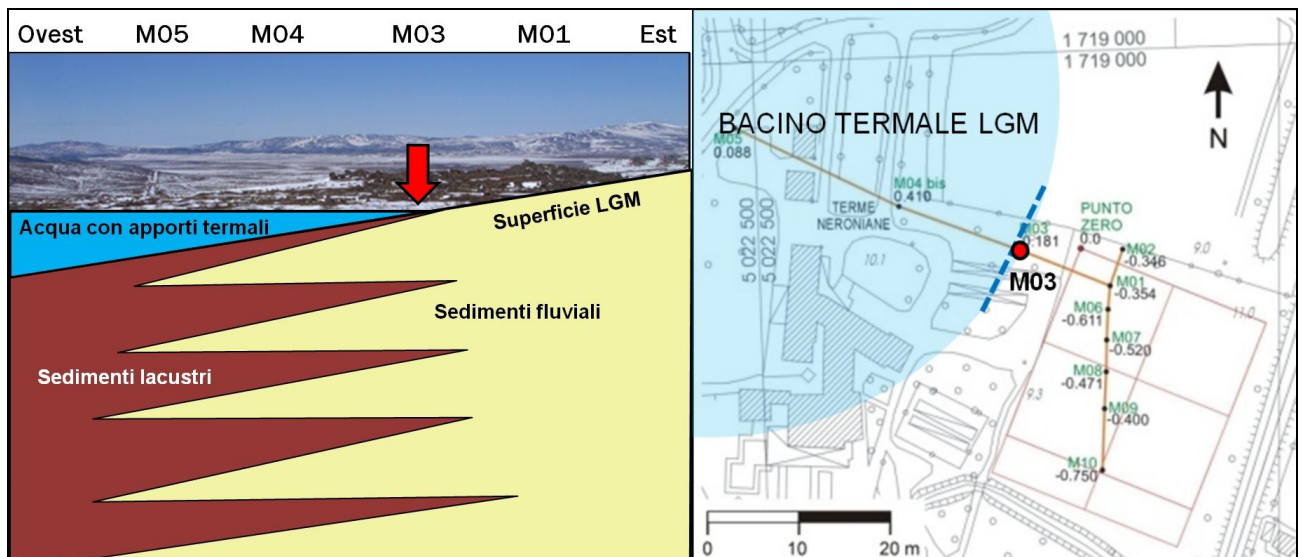 Ovest M05 M04 M03 M01 Est
Acqua con apporti termali
Superficie LGM
Sedimenti fluviali
Sedimenti lacustri
1 719 000
1 719 000
BACINO TERMALE LGM
N
M05
0.088
M04 bis
0.410
TERME
NERONIANE
5 022 500
5 022 500
10.1
M03
0.181
M03
PUNTO
ZERO
0.0
9.0
M02
-0.346
M01
-0.354
M06
-0.611
11.0
M07
-0.520
M08
-0.471
9.3
M09
-0.400
M10
-0.750
0 10 20 m